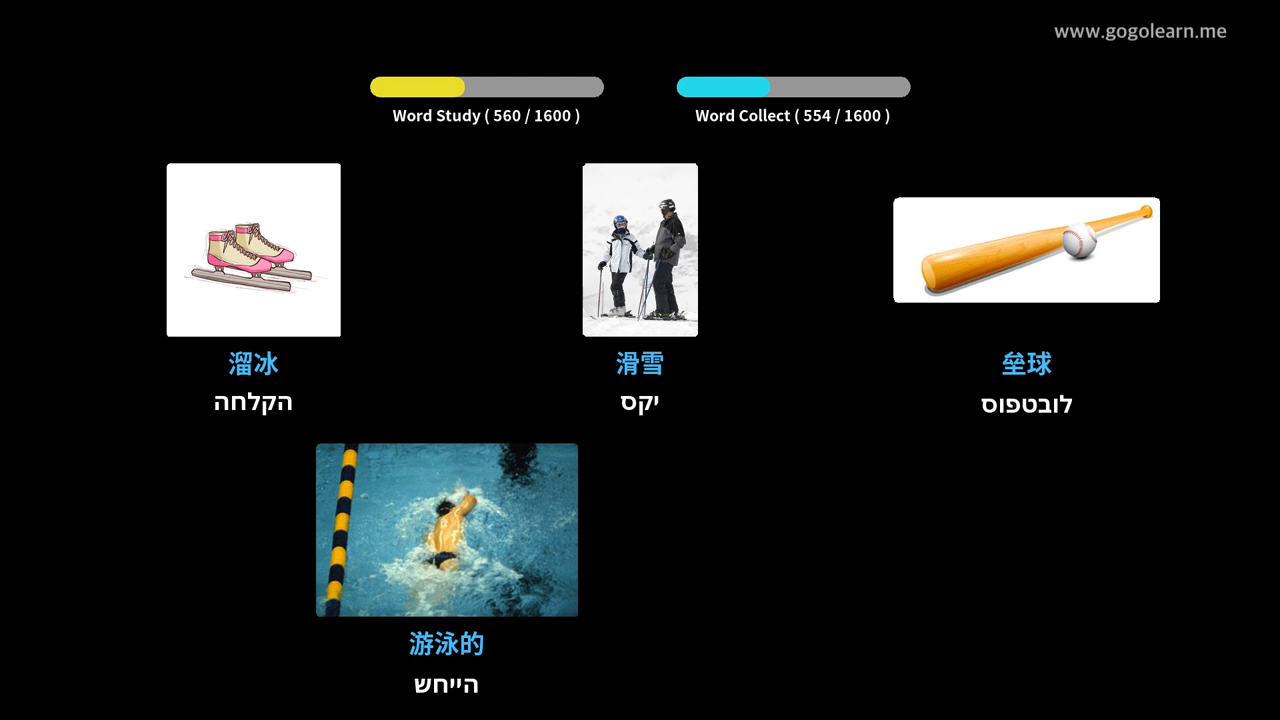 www.gogolearn.me
Word Study ( 560 / 1600 )
Word Collect ( 554 / 1600 )
溜冰
הקלחה
滑雪
יקס
垒球
לובטפוס
游泳的
הייחש